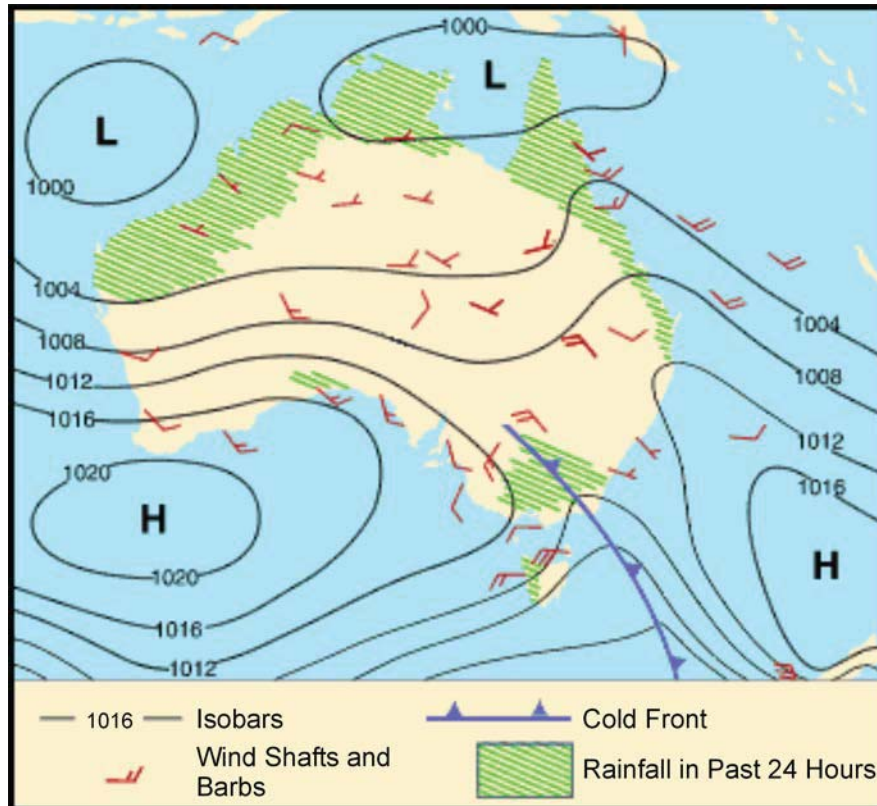 1000
L
L
1000
1004
1004
1008
1008
1012
1016
1012
1020
1016
H
H
1020
1016
1012
1016 Isobars
Cold Front
Wind Shafts and
Barbs
Rainfall in Past 24 Hours